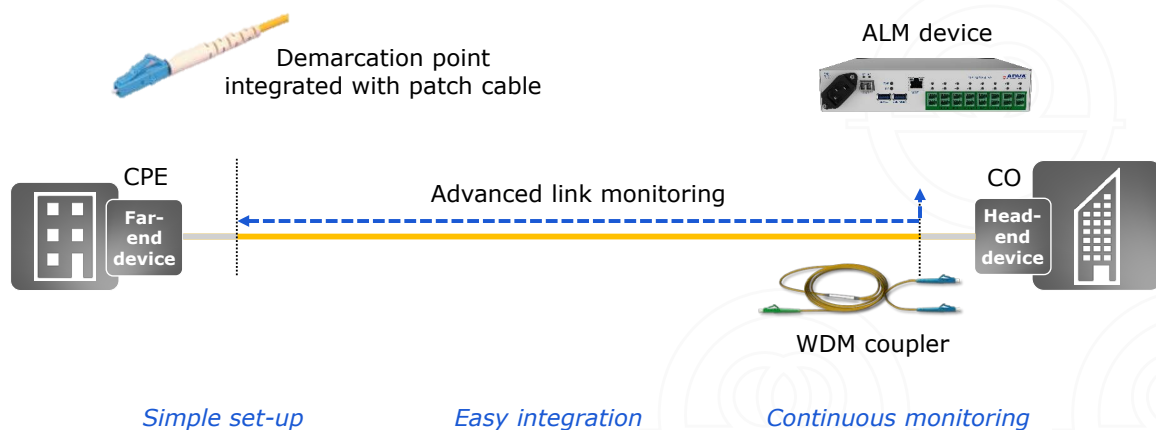 Demarcation point
integrated with patch cable
ALM device
ADVA
CPE
Far-
end
device
Advanced link monitoring
CO
Head-
end
device
WDM coupler
Simple set-up
Easy integration
Continuous monitoring